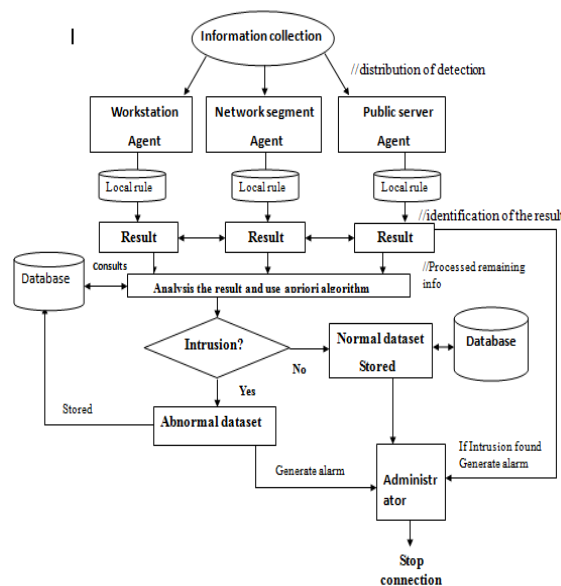 I
Information collection
//distribution of detection
Workstation
Agent
Network segment
Agent
Public server
Agent
Local rule
Local rule
Local rule
//identification of the result
Result
Result
Result
Database
Consults
//Processed remaining
info
Analysis the result and use apriori algorithm
Intrusion?
No
Normal dataset
Stored
Database
Yes
Stored
Abnormal dataset
Generate alarm
If Intrusion found
Generate alarm
Administr
ator
Stop
connection